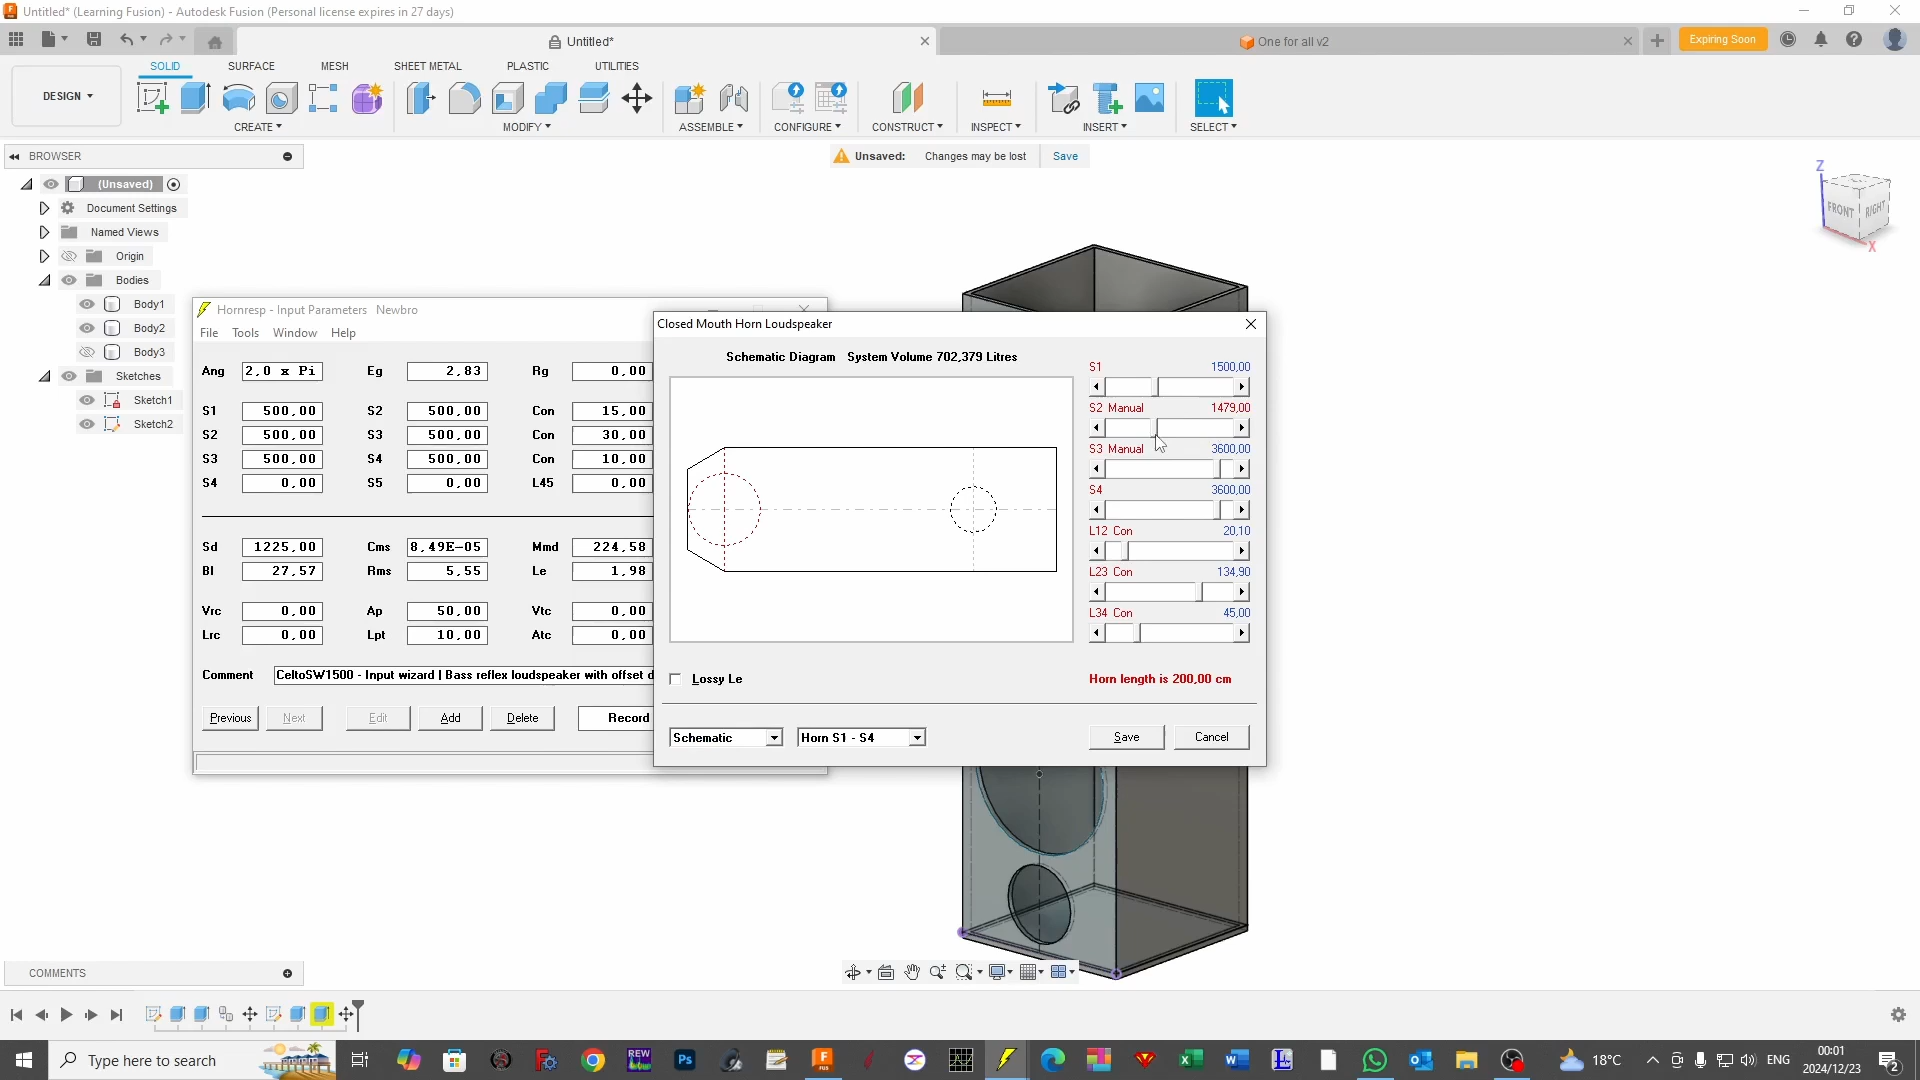 Untitled* (Learning Fusion) - Autodesk Fusion (Personal license expires in 27 days)
Untitled*
One for all v2
Expiring Soon
SOLID
SURFACE
MESH
SHEET METAL
PLASTIC
UTILITIES
DESIGN
CREATE
MODIFY
ASSEMBLE
CONFIGURE
CONSTRUCT
INSPECT
INSERT
SELECT
BROWSER
Unsaved: Changes may be lost Save
(Unsaved)
Document Settings
Named Views
Origin
Bodies
Body1
Body2
Body3
Sketches
Sketch1
Sketch2
Z
FRONT
RIGHT
X
Hornresp - Input Parameters Newbro
File Tools Window Help
Ang 2,0 x Pi Eg 2,83 Rg 0,00
S1 500,00 S2 500,00 Con 15,00
S2 500,00 S3 500,00 Con 30,00
S3 500,00 S4 500,00 Con 10,00
S4 0,00 S5 0,00 L45 0,00
Sd 1225,00 Cms 8,49E-05 Mmd 224,58
Bl 27,57 Rms 5,55 Le 1,98
Vrc 0,00 Ap 50,00 Vtc 0,00
Lrc 0,00 Lpt 10,00 Atc 0,00
Comment CeltoSW1500 - Input wizard | Bass reflex loudspeaker with offset d
Previous Next Edit Add Delete Record
Closed Mouth Horn Loudspeaker
Schematic Diagram System Volume 702,379 Litres
S1 1500,00
S2 Manual 1479,00
S3 Manual 3600,00
S4 3600,00
L12 Con 20,10
L23 Con 134,90
L34 Con 45,00
Lossy Le
Horn length is 200,00 cm
Schematic
Horn S1 - S4
Save
Cancel
COMMENTS
Type here to search
REW
Ps
FUS
18°C
ENG
00:01
2024/12/23
2